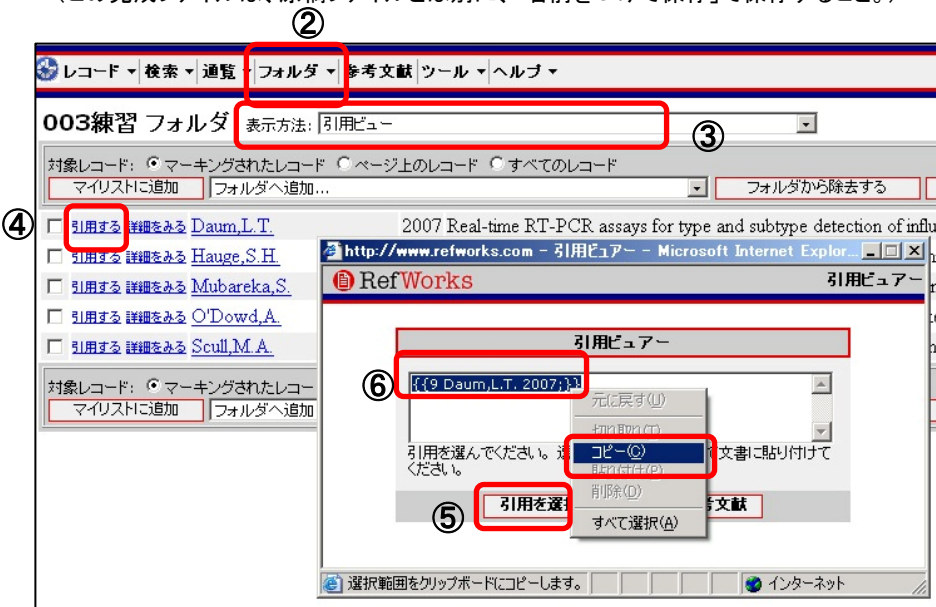 ②
レコード 検索 通覧 フォルダ 参考文献 ツール ヘルプ
003練習 フォルダ 表示方法: 引用ビュー
③
対象レコード: マーキングされたレコード ページ上のレコード すべてのレコード
マイリストに追加 フォルダへ追加... フォルダから除去する
④
引用する 詳細をみる Daum,L.T. 2007 Real-time RT-PCR assays for type and subtype detection of influ
引用する 詳細をみる Hauge,S.H.
引用する 詳細をみる Mubareka,S.
引用する 詳細をみる O'Dowd,A.
引用する 詳細をみる Scull,M.A.
対象レコード: マーキングされたレコー
マイリストに追加 フォルダへ追加
http://www.refworks.com - 引用ビュアー - Microsoft Internet Explor...
RefWorks 引用ビュアー
引用ビュアー
⑥
{{9 Daum,L.T. 2007;}}
元に戻す(U)
切り取り(T)
コピー(C)
貼り付け(P)
削除(D)
すべて選択(A)
引用を選んでください。 て文書に貼り付けて
ください。
⑤
引用を選 文献
選択範囲をクリップボードにコピーします。 インターネット